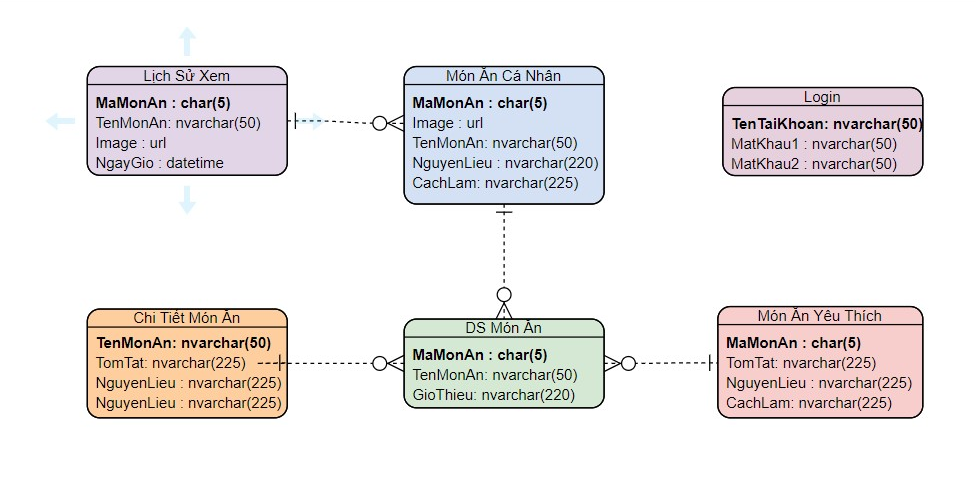 Lịch Sử Xem
MaMonAn : char(5)
TenMonAn: nvarchar(50)
Image : url
NgayGio : datetime
Món Ăn Cá Nhân
MaMonAn : char(5)
Image : url
TenMonAn: nvarchar(50)
NguyenLieu : nvarchar(220)
CachLam: nvarchar(225)
Login
TenTaiKhoan: nvarchar(50)
MatKhau1 : nvarchar(50)
MatKhau2 : nvarchar(50)
Chi Tiết Món Ăn
TenMonAn: nvarchar(50)
TomTat: nvarchar(225)
NguyenLieu : nvarchar(225)
NguyenLieu : nvarchar(225)
DS Món Ăn
MaMonAn : char(5)
TenMonAn: nvarchar(50)
GioThieu: nvarchar(220)
Món Ăn Yêu Thích
MaMonAn : char(5)
TomTat: nvarchar(225)
NguyenLieu : nvarchar(225)
CachLam: nvarchar(225)